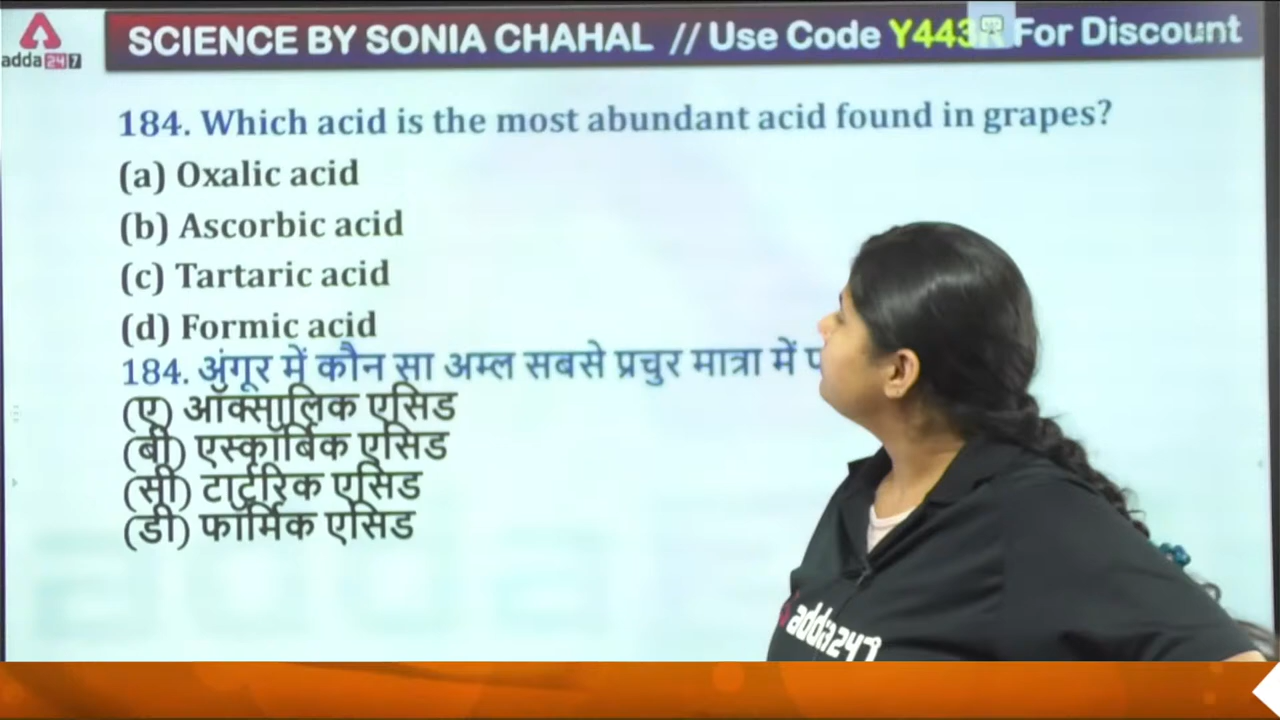 adda247
SCIENCE BY SONIA CHAHAL // Use Code Y443 For Discount
184. Which acid is the most abundant acid found in grapes?
(a) Oxalic acid
(b) Ascorbic acid
(c) Tartaric acid
(d) Formic acid
184. अंगूर में कौन सा अम्ल सबसे प्रचुर मात्रा में
(ए) ऑक्सालिक एसिड
(बी) एस्कॉर्बिक एसिड
(सी) टार्टरिक एसिड
(डी) फॉर्मिक एसिड
adda247